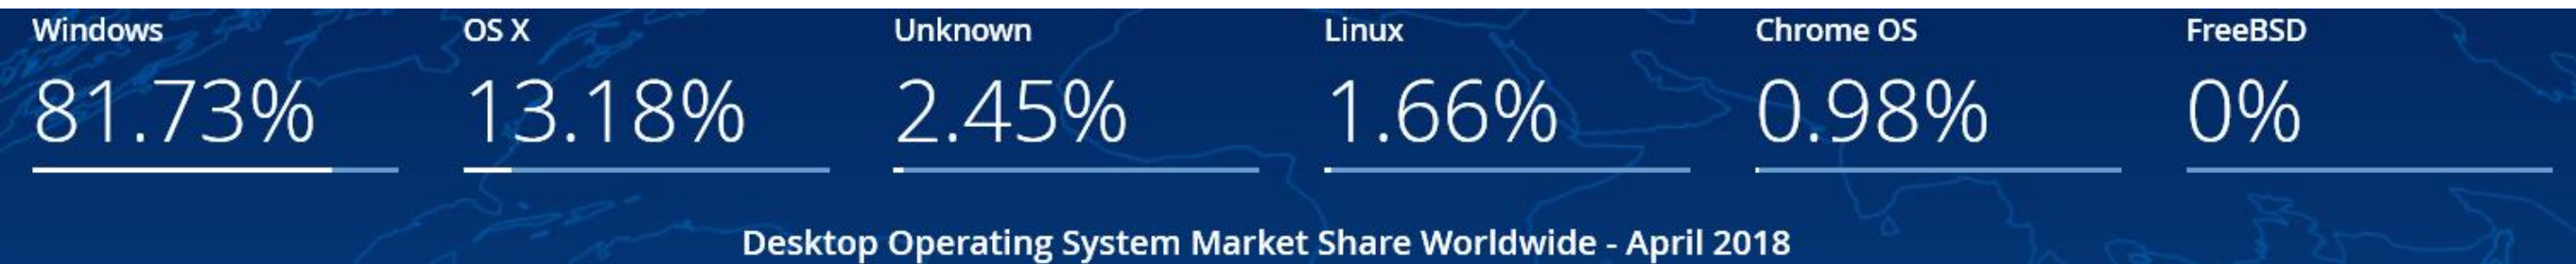 Windows OS X Unknown Linux Chrome OS FreeBSD
81.73% 13.18% 2.45% 1.66% 0.98% 0%
Desktop Operating System Market Share Worldwide - April 2018